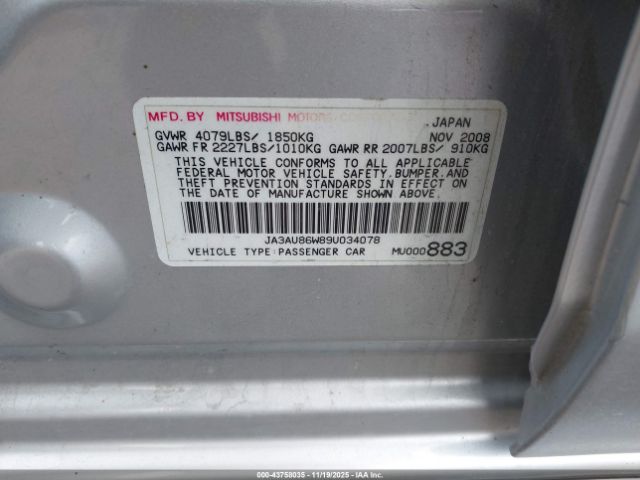 MFD. BY MITSUBISHI MOTORS CORPORATION. JAPAN
GVWR 4079LBS/ 1850KG NOV 2008
GAWR FR 2227LBS/1010KG GAWR RR 2007LBS/ 910KG
THIS VEHICLE CONFORMS TO ALL APPLICABLE
FEDERAL MOTOR VEHICLE SAFETY, BUMPER, AND
THEFT PREVENTION STANDARDS IN EFFECT ON
THE DATE OF MANUFACTURE SHOWN ABOVE.
JA3AU86W89U034078
VEHICLE TYPE:PASSENGER CAR MU000883
000-43758035 - 11/19/2025 - IAA, Inc.